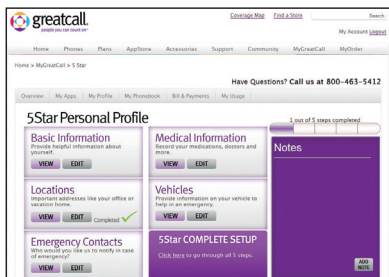 greatcall.
people you can count on
Coverage Map Find a Store Search
My Account Logout
Home Phones Plans AppStore Accessories Support Community MyGreatCall MyOrder
Home > MyGreatCall > 5 Star
Have Questions? Call us at 800-463-5412
Overview My Apps My Profile My Phonebook Bill & Payments My Usage
5Star Personal Profile
1 out of 5 steps completed
Basic Information
Provide helpful information about
yourself.
VIEW EDIT
Medical Information
Record your medications, doctors and
more.
VIEW EDIT
Notes
Locations
Important addresses like your office or
vacation home.
VIEW EDIT Completed
Vehicles
Provide information on your vehicle to
help in an emergency.
VIEW EDIT
Emergency Contacts
Who would you like us to notify in case
of emergency?
VIEW EDIT
5Star COMPLETE SETUP
Click here to go through all 5 steps.
ADD
NOTE